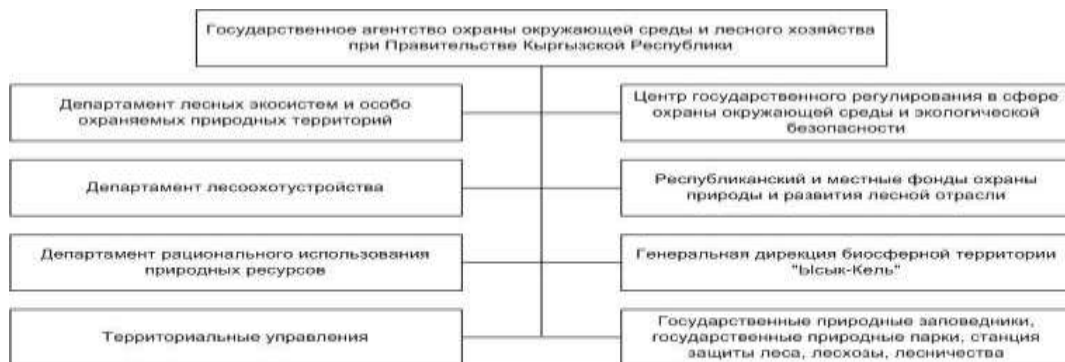 Государственное агентство охраны окружающей среды и лесного хозяйства
при Правительстве Кыргызской Республики
Департамент лесных экосистем и особо
охраняемых природных территорий
Центр государственного регулирования в сфере
охраны окружающей среды и экологической
безопасности
Департамент лесоохотустройства
Республиканский и местные фонды охраны
природы и развития лесной отрасли
Департамент рационального использования
природных ресурсов
Генеральная дирекция биосферной территории
"Ысык-Кель"
Территориальные управления
Государственные природные заповедники,
государственные природные парки, станция
защиты леса, лесхозы, лесничества